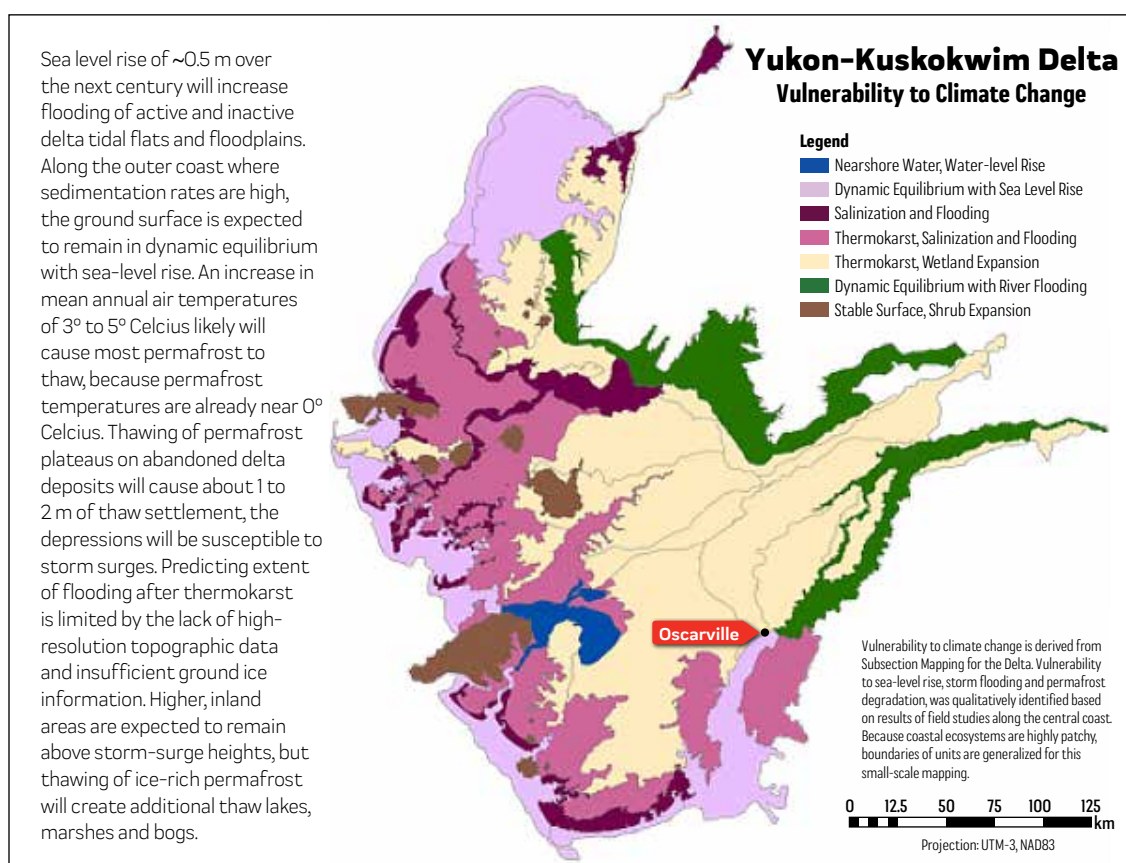 Sea level rise of ~0.5 m over
the next century will increase
flooding of active and inactive
delta tidal flats and floodplains.
Along the outer coast where
sedimentation rates are high,
the ground surface is expected
to remain in dynamic equilibrium
with sea-level rise. An increase in
mean annual air temperatures
of 3º to 5º Celcius likely will
cause most permafrost to
thaw, because permafrost
temperatures are already near 0º
Celcius. Thawing of permafrost
plateaus on abandoned delta
deposits will cause about 1 to
2 m of thaw settlement, the
depressions will be susceptible to
storm surges. Predicting extent
of flooding after thermokarst
is limited by the lack of high-
resolution topographic data
and insufficient ground ice
information. Higher, inland
areas are expected to remain
above storm-surge heights, but
thawing of ice-rich permafrost
will create additional thaw lakes,
marshes and bogs.
Yukon-Kuskokwim Delta
Vulnerability to Climate Change
Legend
Nearshore Water, Water-level Rise
Dynamic Equilibrium with Sea Level Rise
Salinization and Flooding
Thermokarst, Salinization and Flooding
Thermokarst, Wetland Expansion
Dynamic Equilibrium with River Flooding
Stable Surface, Shrub Expansion
Oscarville
Vulnerability to climate change is derived from
Subsection Mapping for the Delta. Vulnerability
to sea-level rise, storm flooding and permafrost
degradation, was qualitatively identified based
on results of field studies along the central coast.
Because coastal ecosystems are highly patchy,
boundaries of units are generalized for this
small-scale mapping.
0 12.5 25 50 75 100 125
km
Projection: UTM-3, NAD83